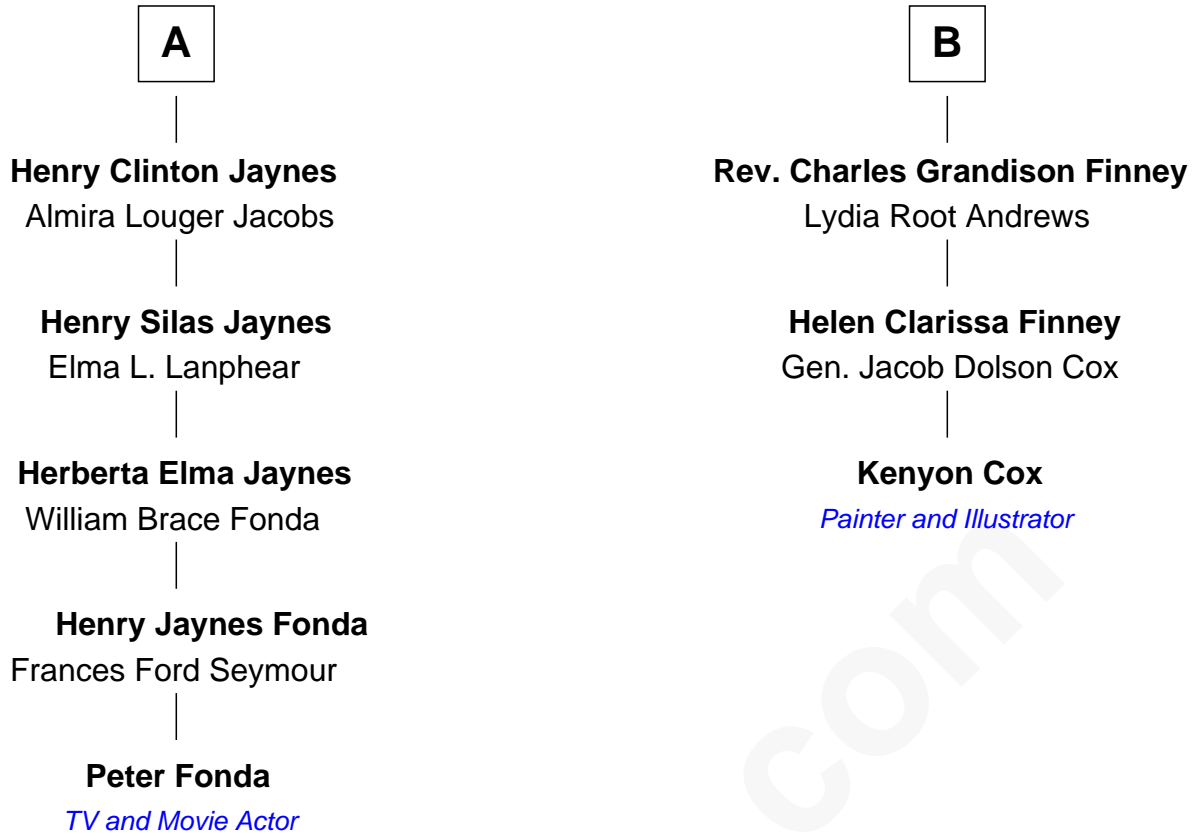 A
Henry Clinton Jaynes
Almira Louger Jacobs
Henry Silas Jaynes
Elma L. Lanphear
Herberta Elma Jaynes
William Brace Fonda
Henry Jaynes Fonda
Frances Ford Seymour
Peter Fonda
TV and Movie Actor
B
Rev. Charles Grandison Finney
Lydia Root Andrews
Helen Clarissa Finney
Gen. Jacob Dolson Cox
Kenyon Cox
Painter and Illustrator
com